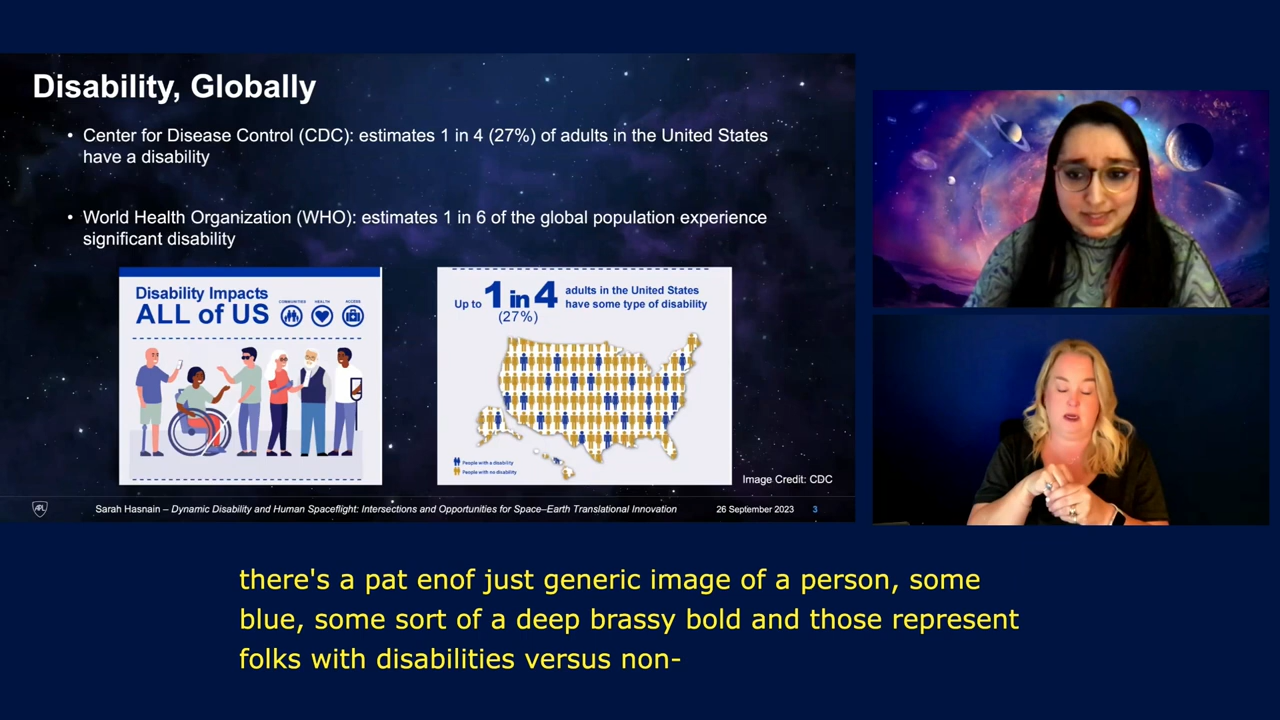 Disability, Globally
• Center for Disease Control (CDC): estimates 1 in 4 (27%) of adults in the United States
have a disability
• World Health Organization (WHO): estimates 1 in 6 of the global population experience
significant disability
Disability Impacts
ALL of US
COMMUNITIES HEALTH ACCESS
Up to 1 in 4 adults in the United States
have some type of disability
(27%)
People with a disability
People with no disability
Image Credit: CDC
APL
Sarah Hasnain – Dynamic Disability and Human Spaceflight: Intersections and Opportunities for Space–Earth Translational Innovation
26 September 2023 3
there's a pat enof just generic image of a person, some
blue, some sort of a deep brassy bold and those represent
folks with disabilities versus non-